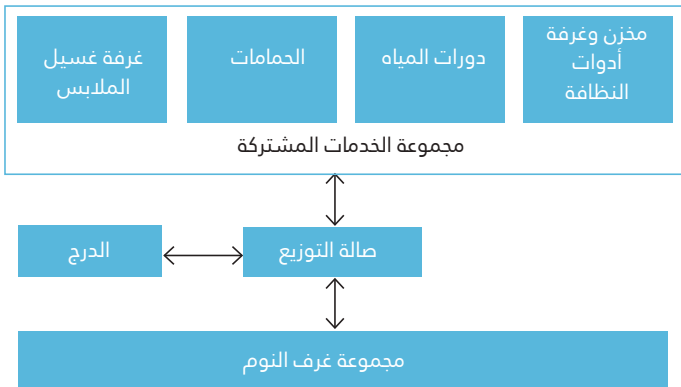 مخزن وغرفة
أدوات
النظافة
دورات المياه
الحمامات
غرفة غسيل
الملابس
مجموعة الخدمات المشتركة
صالة التوزيع
الدرج
مجموعة غرف النوم